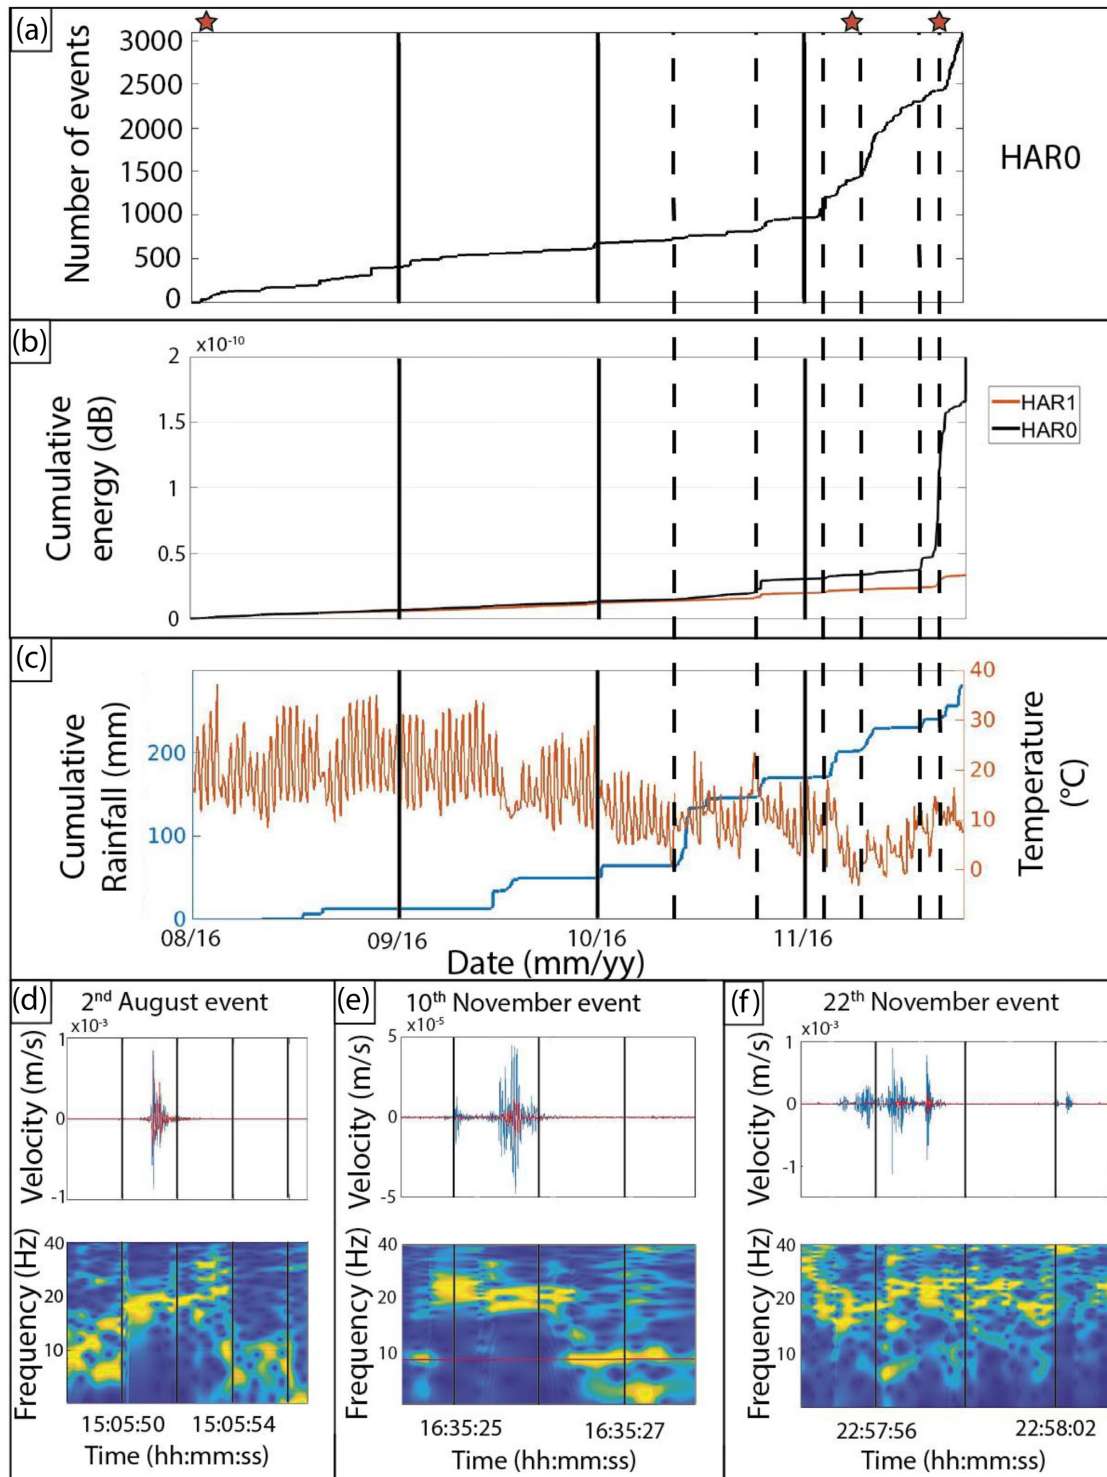 (a)
Number of events
3000
2500
2000
1500
1000
500
0
HAR0
(b)
x10-10
Cumulative
energy (dB)
2
1.5
1
0.5
0
HAR1
HAR0
(c)
Cumulative
Rainfall (mm)
200
100
0
40
30
20
10
0
Temperature
(°C)
08/16
09/16
10/16
11/16
Date (mm/yy)
(d)
2nd August event
x10-3
Velocity (m/s)
1
0
-1
Frequency (Hz)
40
20
10
15:05:50
15:05:54
Time (hh:mm:ss)
(e)
10th November event
x10-5
Velocity (m/s)
5
0
-5
Frequency (Hz)
40
20
10
16:35:25
16:35:27
Time (hh:mm:ss)
(f)
22th November event
x10-3
Velocity (m/s)
1
0
-1
Frequency (Hz)
40
20
10
22:57:56
22:58:02
Time (hh:mm:ss)